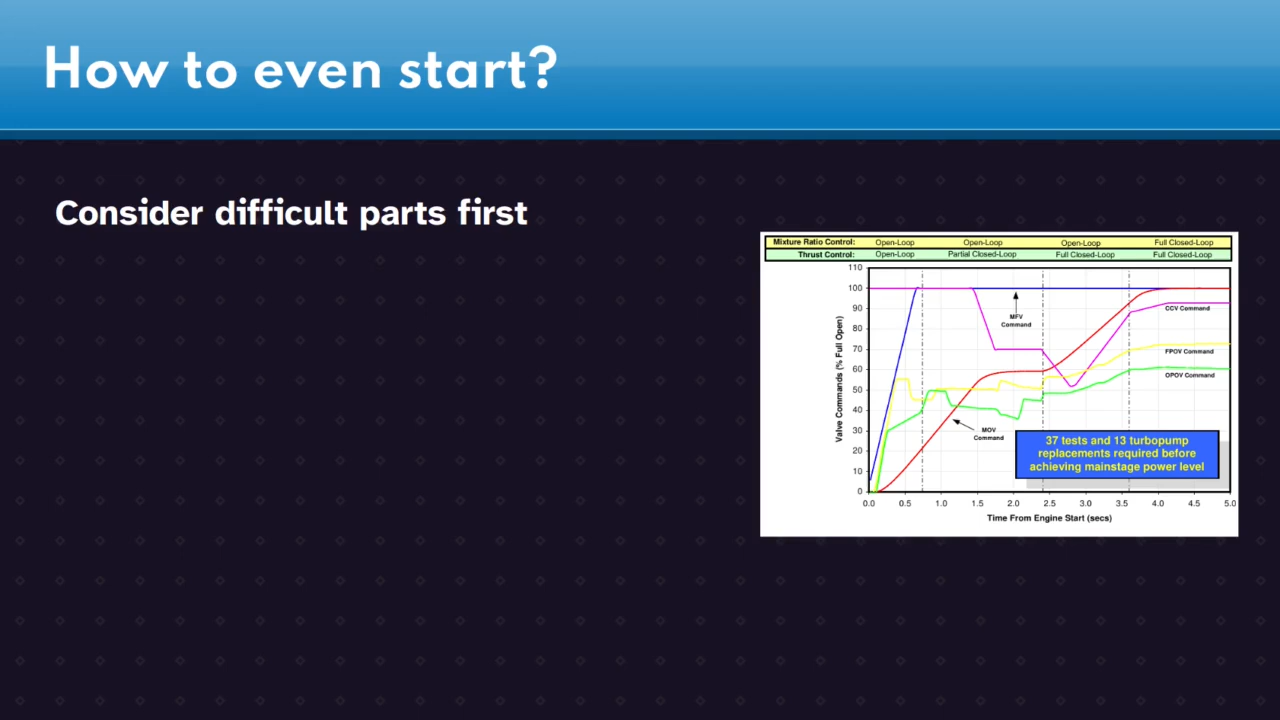 How to even start?
Consider difficult parts first
Mixture Ratio Control: Open-Loop Open-Loop Open-Loop Full Closed-Loop
Thrust Control: Open-Loop Partial Closed-Loop Full Closed-Loop Full Closed-Loop
110
100
90
80
70
60
50
40
30
20
10
0
Valve Commands (% Full Open)
MFV
Command
CCV Command
FPOV Command
OPOV Command
MOV
Command
37 tests and 13 turbopump
replacements required before
achieving mainstage power level
0.0 0.5 1.0 1.5 2.0 2.5 3.0 3.5 4.0 4.5 5.0
Time From Engine Start (secs)